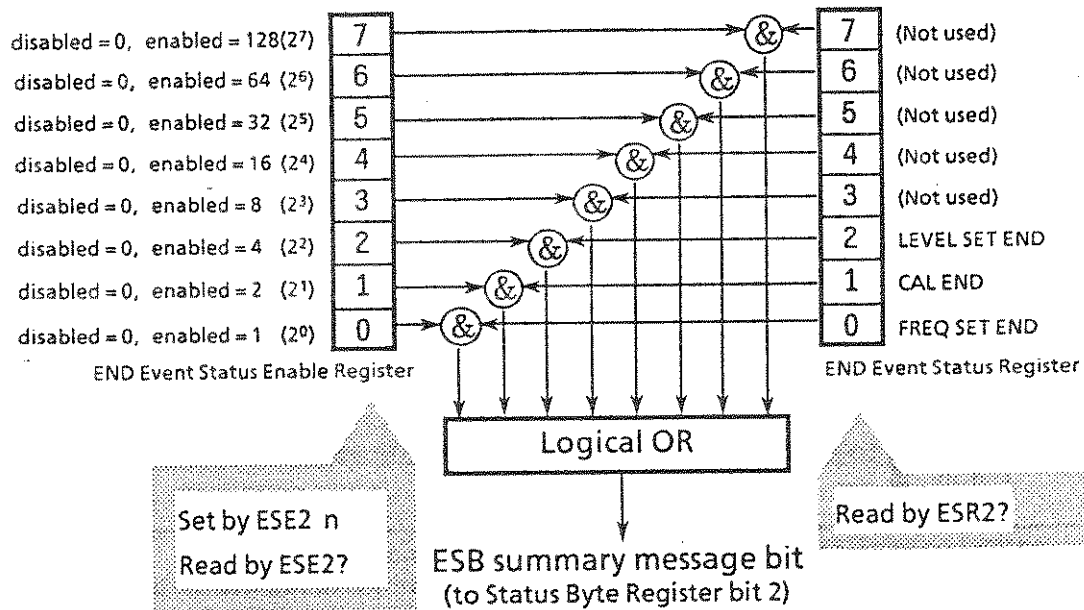 disabled = 0, enabled = 128(2⁷) 7 & 7 (Not used)
disabled = 0, enabled = 64 (2⁶) 6 & 6 (Not used)
disabled = 0, enabled = 32 (2⁵) 5 & 5 (Not used)
disabled = 0, enabled = 16 (2⁴) 4 & 4 (Not used)
disabled = 0, enabled = 8 (2³) 3 & 3 (Not used)
disabled = 0, enabled = 4 (2²) 2 & 2 LEVEL SET END
disabled = 0, enabled = 2 (2¹) 1 & 1 CAL END
disabled = 0, enabled = 1 (2⁰) 0 & 0 FREQ SET END
END Event Status Enable Register
END Event Status Register
Logical OR
Set by ESE2 n
Read by ESE2?
Read by ESR2?
ESB summary message bit
(to Status Byte Register bit 2)